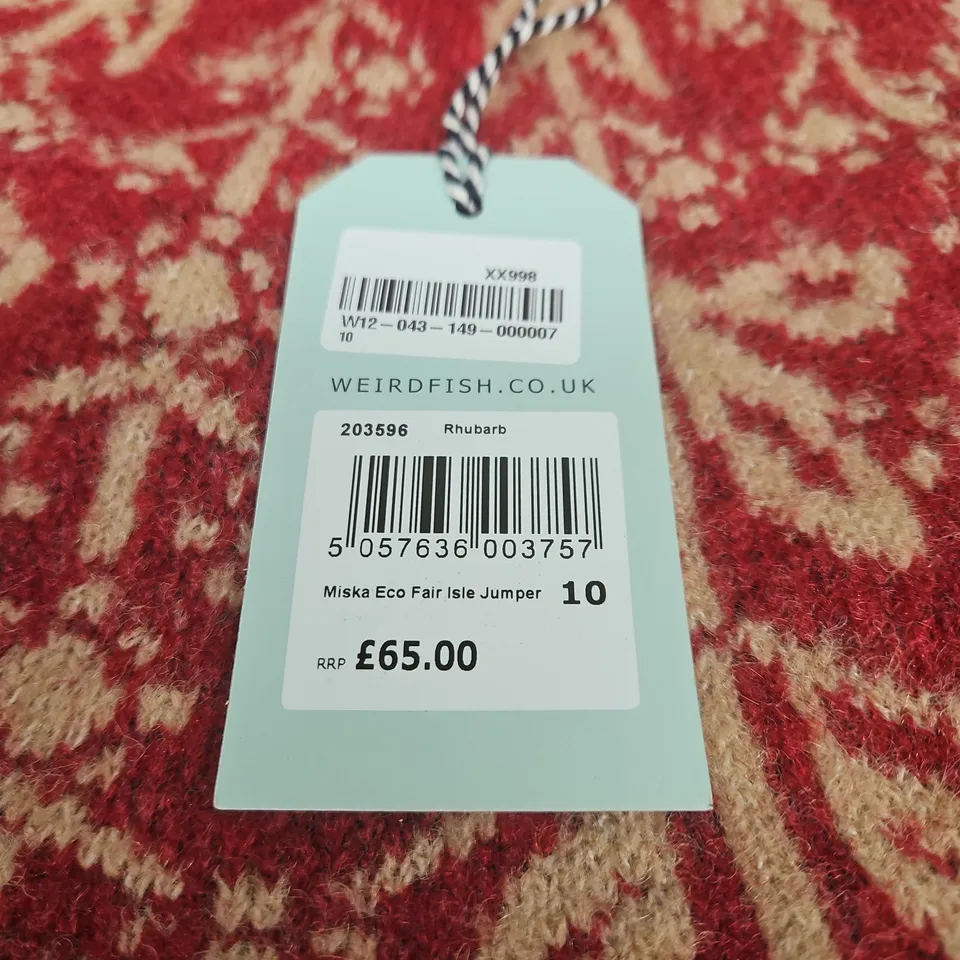 XX998
W12-043-149-000007
10
WEIRDFISH.CO.UK
203596 Rhubarb
5 057636 003757
Miska Eco Fair Isle Jumper 10
RRP £65.00